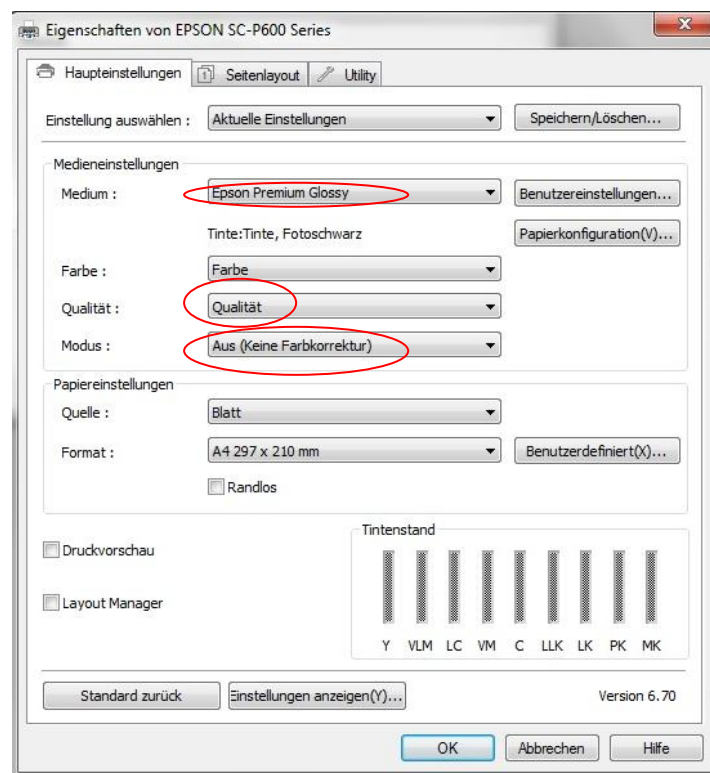 Eigenschaften von EPSON SC-P600 Series
Haupteinstellungen Seitenlayout Utility
Einstellung auswählen : Aktuelle Einstellungen Speichern/Löschen...
Medieneinstellungen
Medium : Epson Premium Glossy Benutzereinstellungen...
Tinte:Tinte, Fotoschwarz Papierkonfiguration(V)...
Farbe : Farbe
Qualität : Qualität
Modus : Aus (Keine Farbkorrektur)
Papiereinstellungen
Quelle : Blatt
Format : A4 297 x 210 mm Benutzerdefiniert(X)...
Randlos
Tintenstand
Druckvorschau
Layout Manager
Y VLM LC VM C LLK LK PK MK
Standard zurück Einstellungen anzeigen(Y)... Version 6.70
OK Abbrechen Hilfe